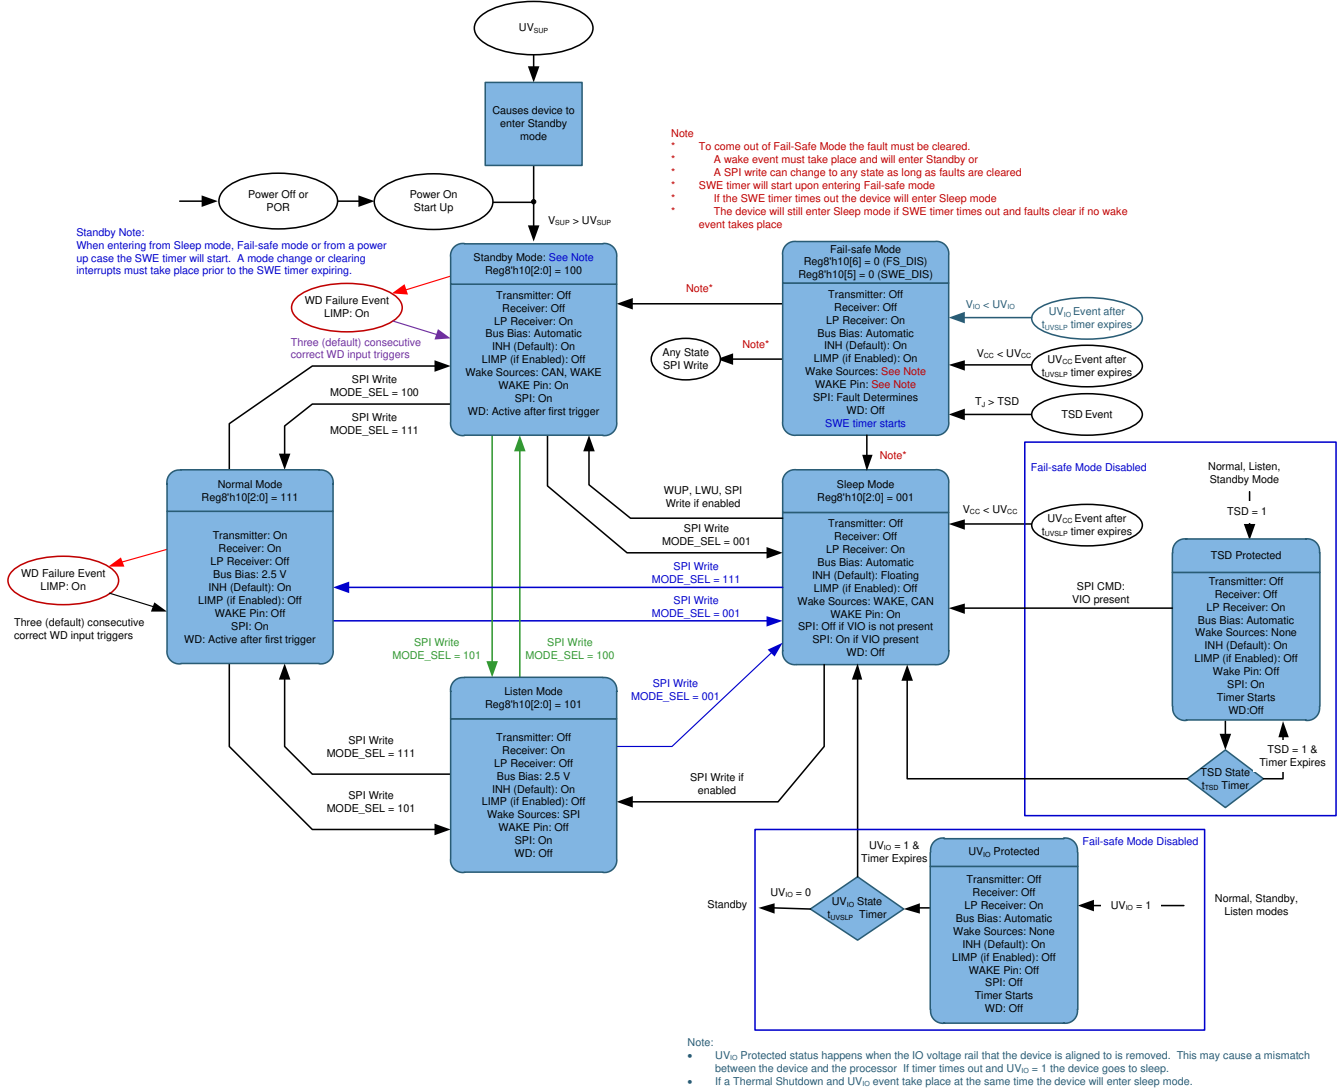 UVSUP
Causes device to
enter Standby
mode
Power Off or
POR
Power On
Start Up
VSUP > UVSUP
Note
* To come out of Fail-Safe Mode the fault must be cleared.
* A wake event must take place and will enter Standby or
* A SPI write can change to any state as long as faults are cleared
* SWE timer will start upon entering Fail-safe mode
* If the SWE timer times out the device will enter Sleep mode
* The device will still enter Sleep mode if SWE timer times out and faults clear if no wake
event takes place
Standby Note:
When entering from Sleep mode, Fail-safe mode or from a power
up case the SWE timer will start. A mode change or clearing
interrupts must take place prior to the SWE timer expiring.
WD Failure Event
LIMP: On
Three (default) consecutive
correct WD input triggers
Standby Mode: See Note
Reg8'h10[2:0] = 100
Transmitter: Off
Receiver: Off
LP Receiver: On
Bus Bias: Automatic
INH (Default): On
LIMP (if Enabled): Off
Wake Sources: CAN, WAKE
WAKE Pin: On
SPI: On
WD: Active after first trigger
Note*
Note*
Any State
SPI Write
Fail-safe Mode
Reg8'h10[6] = 0 (FS_DIS)
Reg8'h10[5] = 0 (SWE_DIS)
Transmitter: Off
Receiver: Off
LP Receiver: On
Bus Bias: Automatic
INH (Default): On
LIMP (if Enabled): On
Wake Sources: See Note
WAKE Pin: See Note
SPI: Fault Determines
WD: Off
SWE timer starts
VIO < UVIO
UVIO Event after
tUVSLP timer expires
VCC < UVCC
UVCC Event after
tUVSLP timer expires
TJ > TSD
TSD Event
Note*
SPI Write
MODE_SEL = 100
SPI Write
MODE_SEL = 111
Normal Mode
Reg8'h10[2:0] = 111
Transmitter: On
Receiver: On
LP Receiver: Off
Bus Bias: 2.5 V
INH (Default): On
LIMP (if Enabled): Off
WAKE Pin: Off
SPI: On
WD: Active after first trigger
WD Failure Event
LIMP: On
Three (default) consecutive
correct WD input triggers
WUP, LWU, SPI
Write if enabled
SPI Write
MODE_SEL = 001
SPI Write
MODE_SEL = 111
SPI Write
MODE_SEL = 001
SPI Write
MODE_SEL = 101
SPI Write
MODE_SEL = 100
SPI Write
MODE_SEL = 001
Sleep Mode
Reg8'h10[2:0] = 001
Transmitter: Off
Receiver: Off
LP Receiver: On
Bus Bias: Automatic
INH (Default): Floating
LIMP (if Enabled): Off
Wake Sources: WAKE, CAN
WAKE Pin: On
SPI: Off if VIO is not present
SPI: On if VIO present
WD: Off
VCC < UVCC
UVCC Event after
tUVSLP timer expires
Fail-safe Mode Disabled
Normal, Listen,
Standby Mode
TSD = 1
TSD Protected
Transmitter: Off
Receiver: Off
LP Receiver: On
Bus Bias: Automatic
Wake Sources: None
INH (Default): On
LIMP (if Enabled): Off
Wake Pin: Off
SPI: On
Timer Starts
WD:Off
SPI CMD:
VIO present
TSD State
tTSD Timer
TSD = 1 &
Timer Expires
Listen Mode
Reg8'h10[2:0] = 101
Transmitter: Off
Receiver: On
LP Receiver: Off
Bus Bias: 2.5 V
INH (Default): On
LIMP (if Enabled): Off
Wake Sources: SPI
WAKE Pin: Off
SPI: On
WD: Off
SPI Write
MODE_SEL = 111
SPI Write
MODE_SEL = 101
SPI Write if
enabled
Fail-safe Mode Disabled
UVIO = 1 &
Timer Expires
UVIO Protected
Transmitter: Off
Receiver: Off
LP Receiver: On
Bus Bias: Automatic
Wake Sources: None
INH (Default): On
LIMP (if Enabled): Off
WAKE Pin: Off
SPI: Off
Timer Starts
WD: Off
UVIO State
tUVSLP Timer
UVIO = 0
Standby
UVIO = 1
Normal, Standby,
Listen modes
Note:
• UVIO Protected status happens when the IO voltage rail that the device is aligned to is removed. This may cause a mismatch
between the device and the processor If timer times out and UVIO = 1 the device goes to sleep.
• If a Thermal Shutdown and UVIO event take place at the same time the device will enter sleep mode.